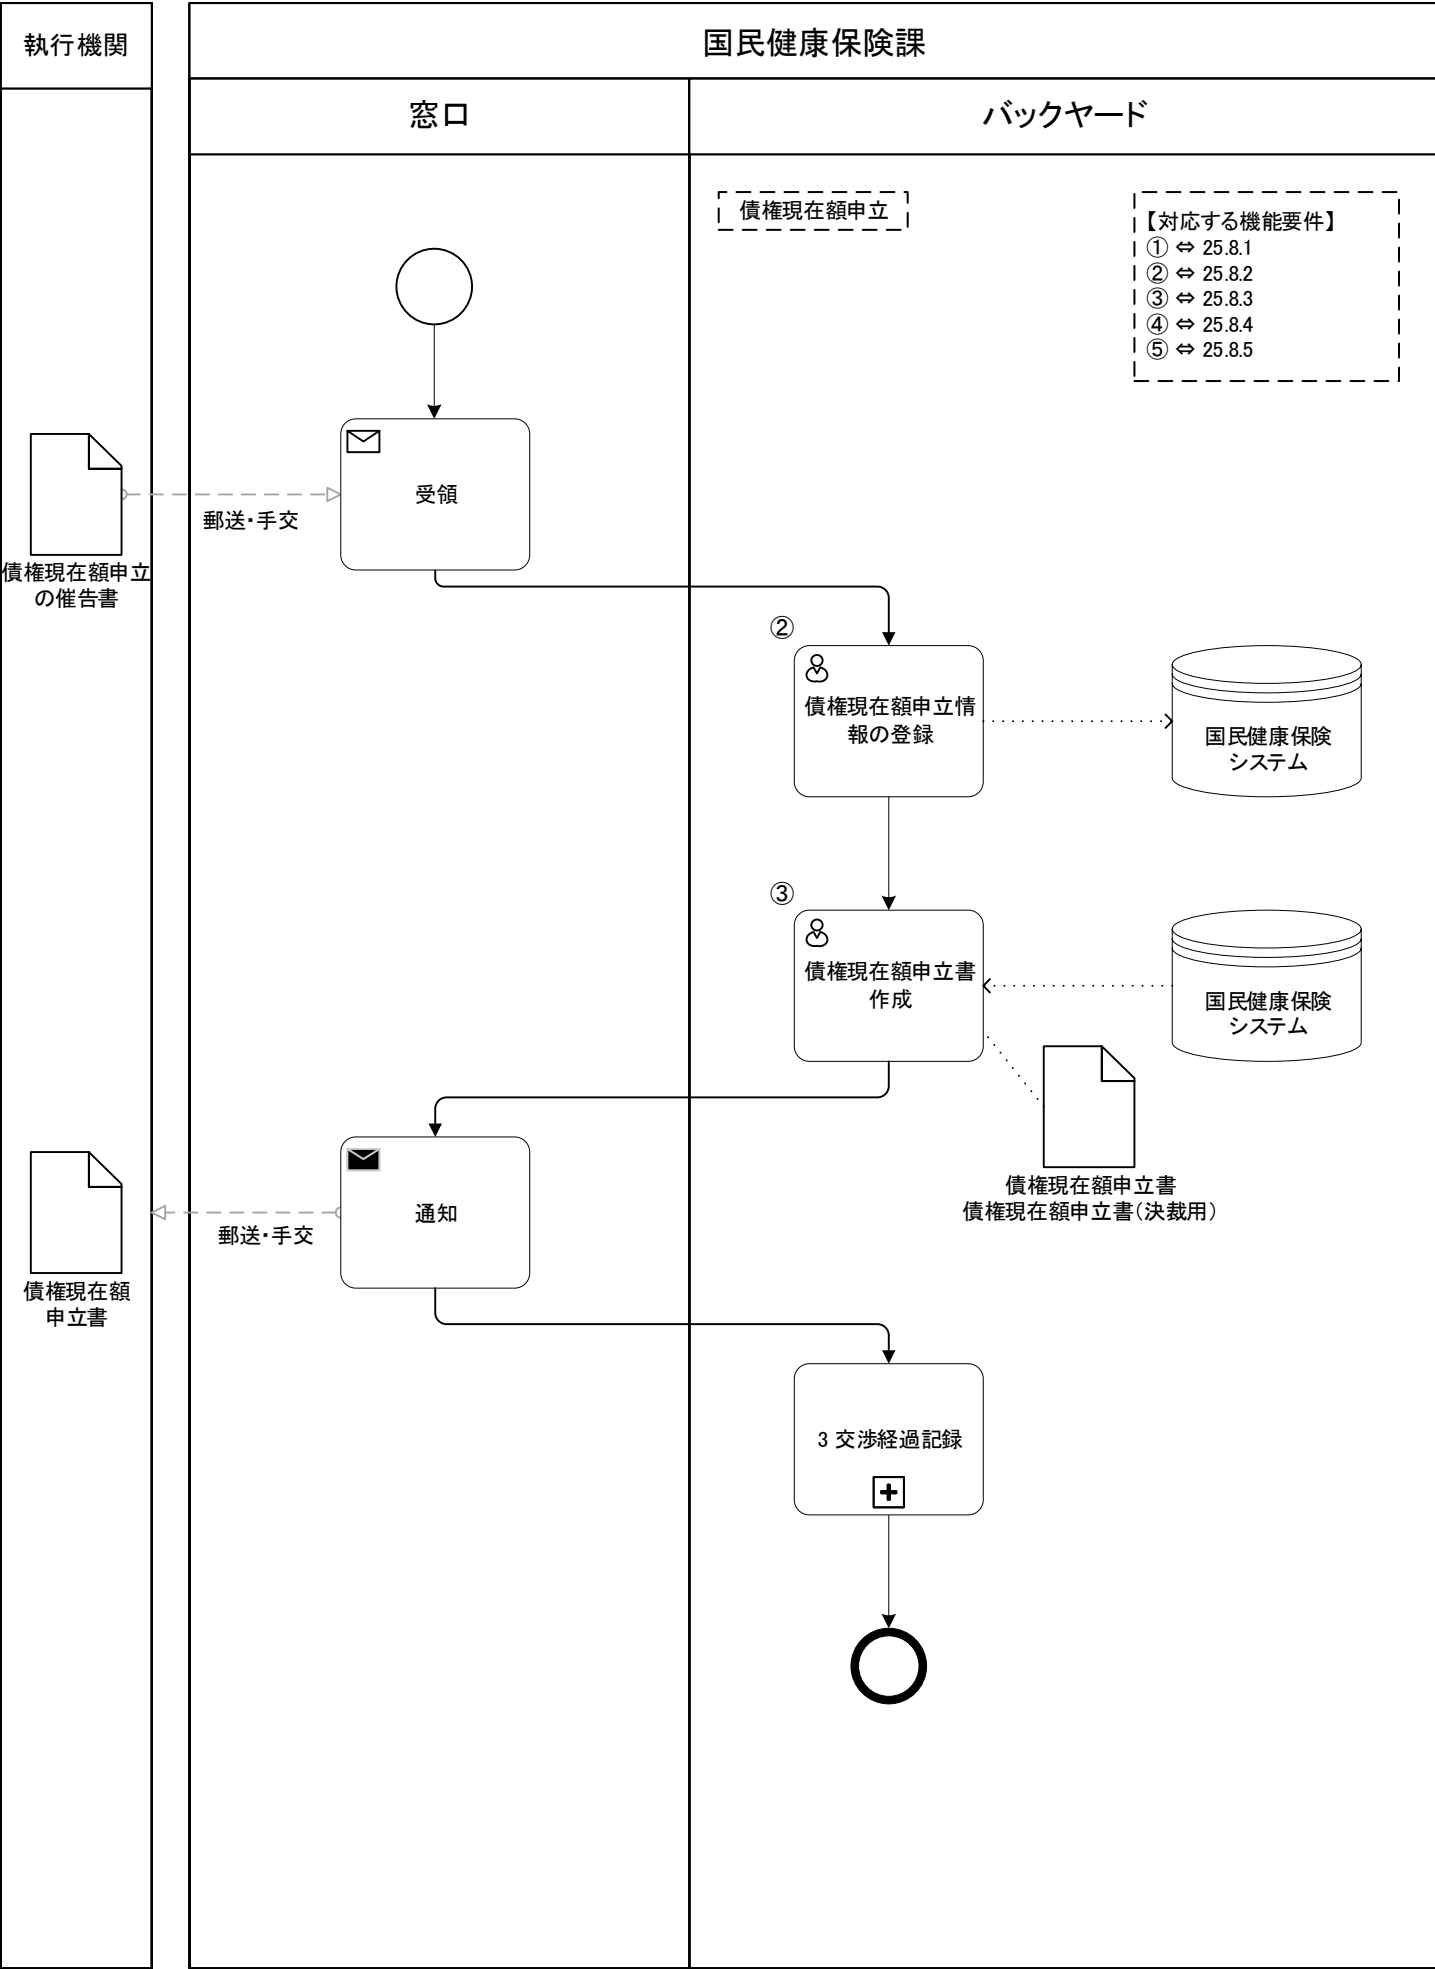 執行機関
国民健康保険課
窓口
バックヤード
債権現在額申立
【対応する機能要件】
① ⇔ 25.8.1
② ⇔ 25.8.2
③ ⇔ 25.8.3
④ ⇔ 25.8.4
⑤ ⇔ 25.8.5
受領
郵送・手交
債権現在額申立
の催告書
②
債権現在額申立情
報の登録
国民健康保険
システム
③
債権現在額申立書
作成
国民健康保険
システム
債権現在額申立書
債権現在額申立書（決裁用）
通知
郵送・手交
債権現在額
申立書
3 交渉経過記録